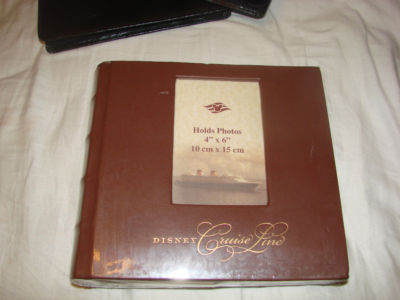 Holds Photos
4" x 6"
10 cm x 15 cm
DISNEY Cruise Line